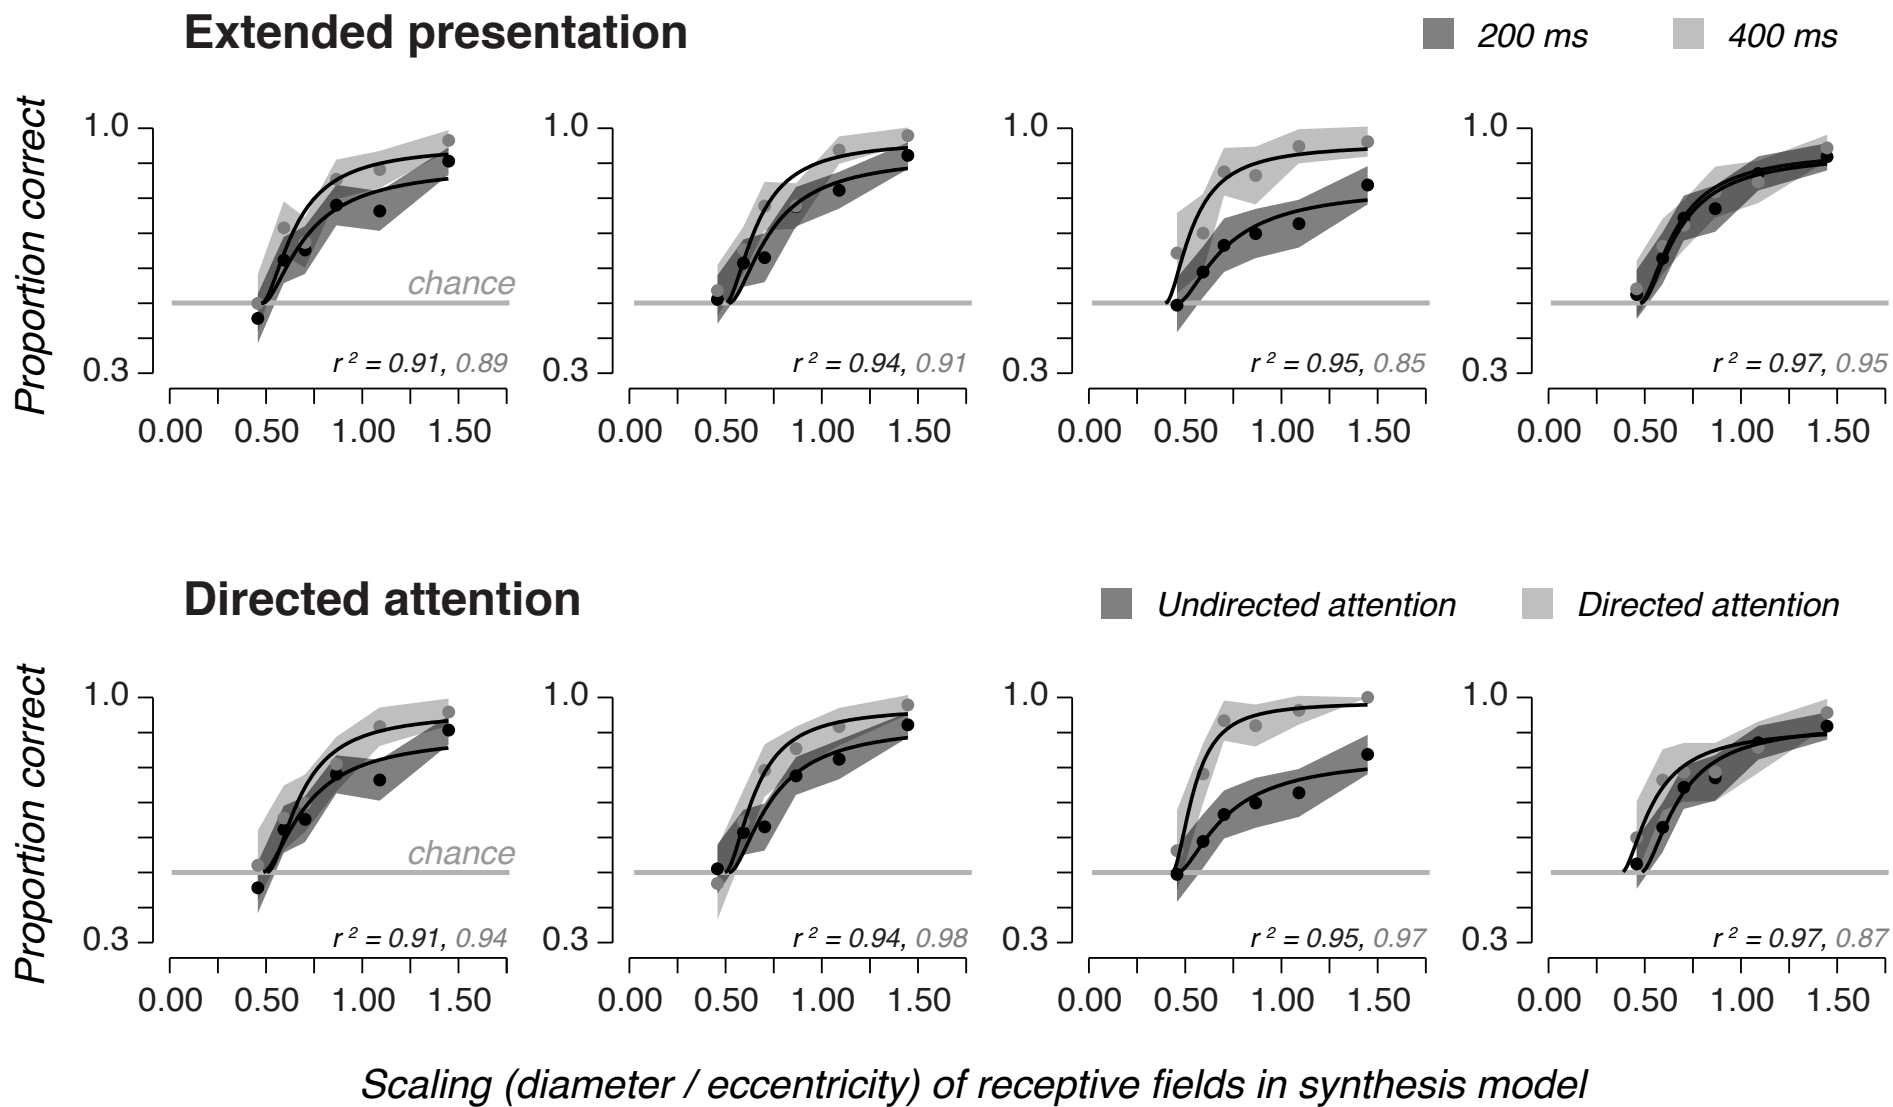 Extended presentation
200 ms 400 ms
Proportion correct
1.0 1.0 1.0 1.0
chance
r² = 0.91, 0.89 r² = 0.94, 0.91 r² = 0.95, 0.85 r² = 0.97, 0.95
0.3 0.3 0.3 0.3
0.00 0.50 1.00 1.50 0.00 0.50 1.00 1.50 0.00 0.50 1.00 1.50 0.00 0.50 1.00 1.50
Directed attention
Undirected attention Directed attention
Proportion correct
1.0 1.0 1.0 1.0
chance
r² = 0.91, 0.94 r² = 0.94, 0.98 r² = 0.95, 0.97 r² = 0.97, 0.87
0.3 0.3 0.3 0.3
0.00 0.50 1.00 1.50 0.00 0.50 1.00 1.50 0.00 0.50 1.00 1.50 0.00 0.50 1.00 1.50
Scaling (diameter / eccentricity) of receptive fields in synthesis model